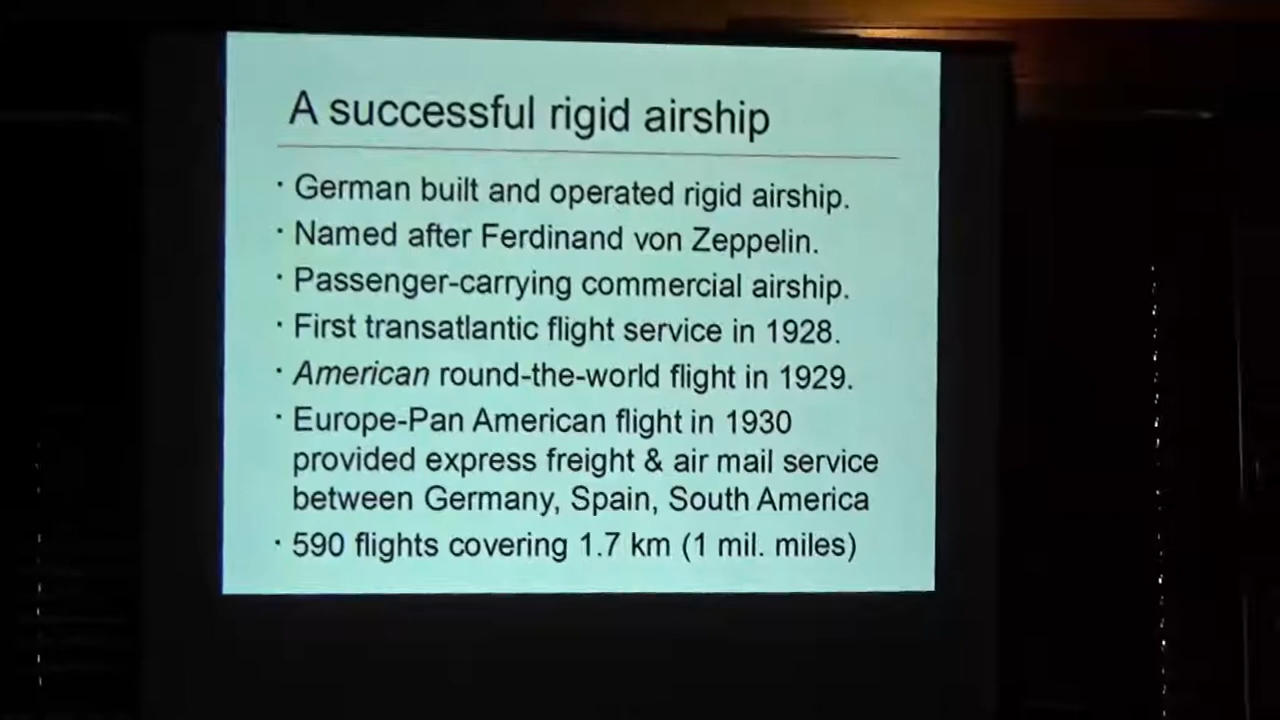 A successful rigid airship
· German built and operated rigid airship.
· Named after Ferdinand von Zeppelin.
· Passenger-carrying commercial airship.
· First transatlantic flight service in 1928.
· American round-the-world flight in 1929.
· Europe-Pan American flight in 1930
provided express freight & air mail service
between Germany, Spain, South America
· 590 flights covering 1.7 km (1 mil. miles)